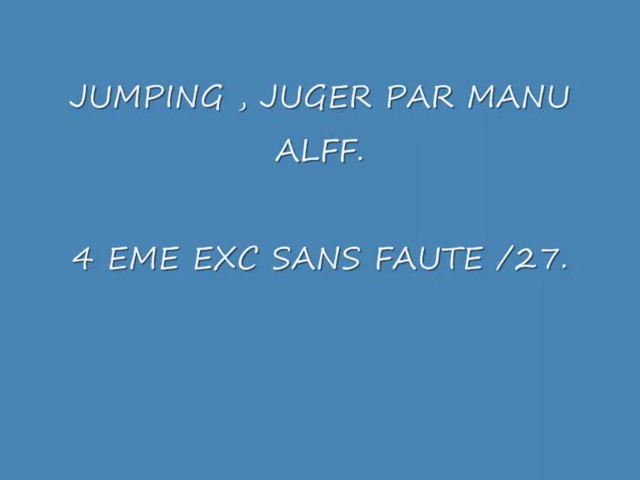 JUMPING , JUGER PAR MANU
ALFF.
4 EME EXC SANS FAUTE /27.